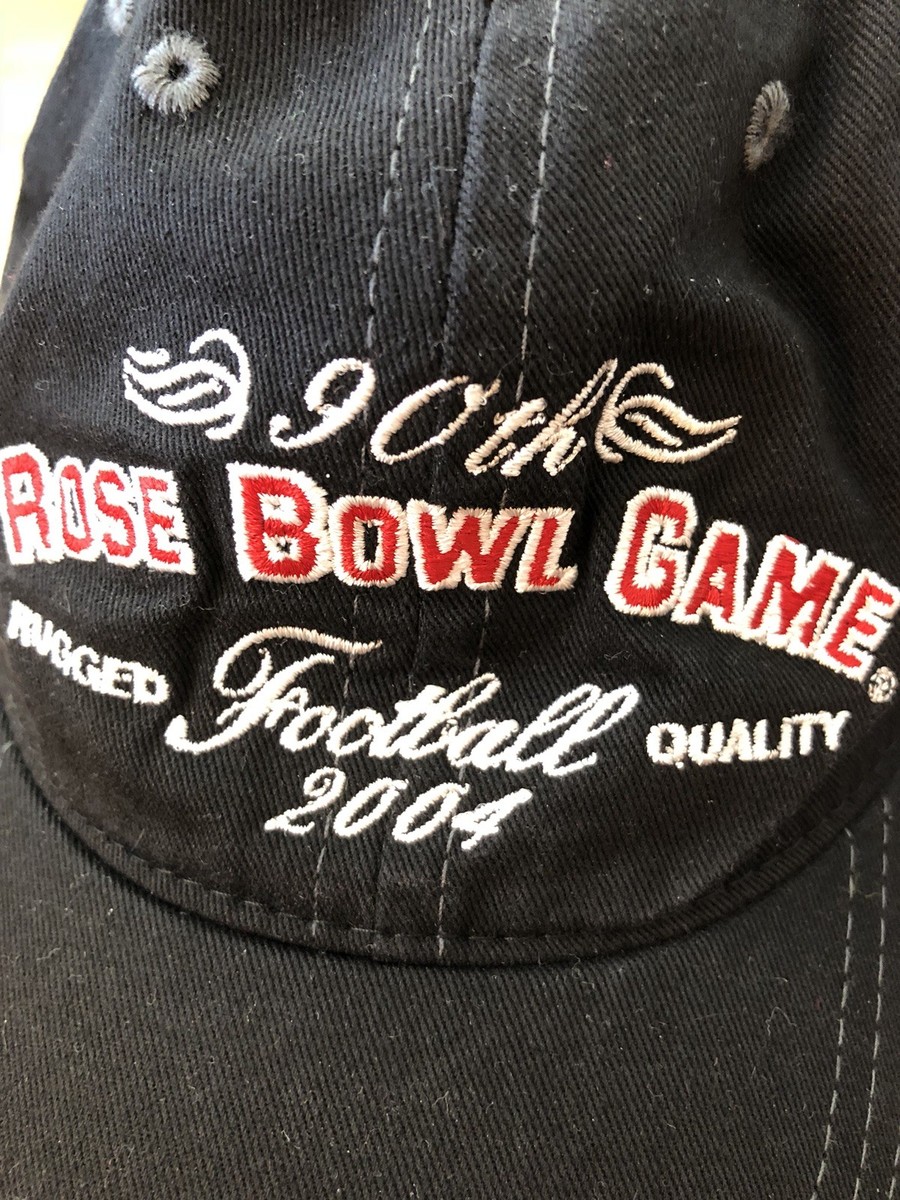 90th
ROSE BOWL GAME®
RUGGED Football QUALITY
2004